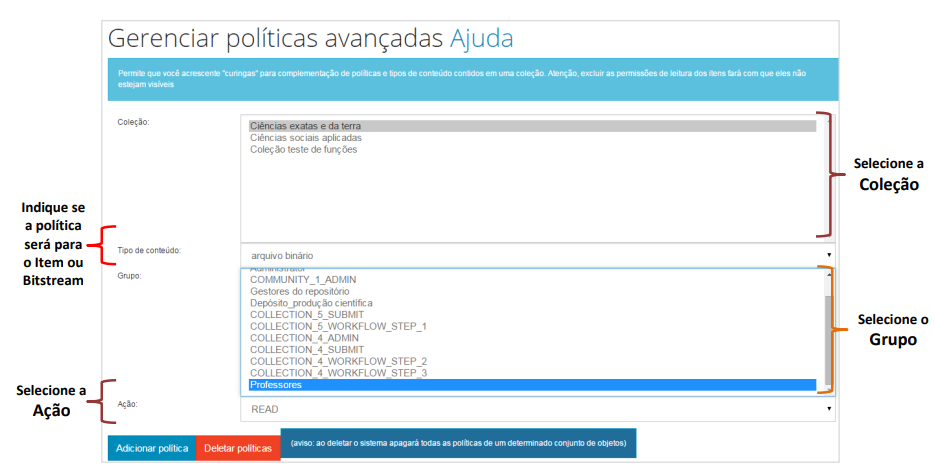 Gerenciar políticas avançadas Ajuda
Permite que você acrescente "curingas" para complementação de políticas e tipos de conteúdo contidos em uma coleção. Atenção, excluir as permissões de leitura dos itens fará com que eles não
estejam visíveis
Coleção:
Ciências exatas e da terra
Ciências sociais aplicadas
Coleção teste de funções
Selecione a
Coleção
Indique se
a política
será para
o Item ou
Bitstream
Tipo de conteúdo:
arquivo binário
Grupo:
Administrator
COMMUNITY_1_ADMIN
Gestores do repositório
Depósito_produção científica
COLLECTION_5_SUBMIT
COLLECTION_5_WORKFLOW_STEP_1
COLLECTION_4_ADMIN
COLLECTION_4_SUBMIT
COLLECTION_4_WORKFLOW_STEP_2
COLLECTION_4_WORKFLOW_STEP_3
Professores
Selecione o
Grupo
Selecione a
Ação
Ação:
READ
Adicionar política
Deletar políticas
(aviso: ao deletar o sistema apagará todas as políticas de um determinado conjunto de objetos)